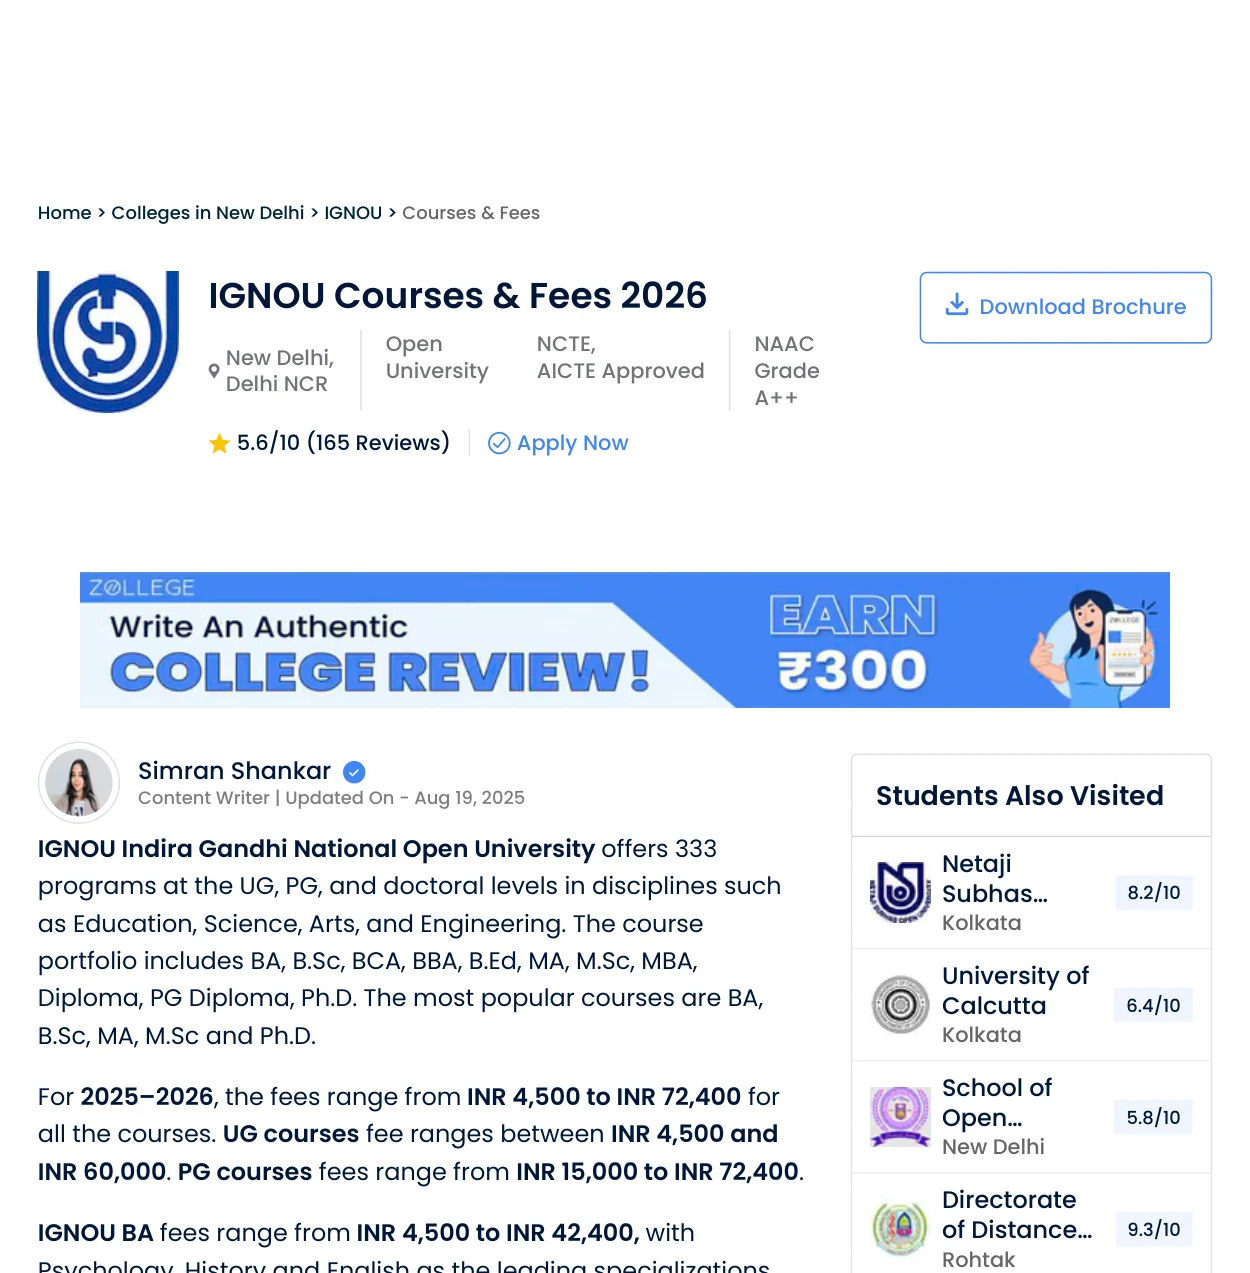 Home > Colleges in New Delhi > IGNOU > Courses & Fees
IGNOU Courses & Fees 2026
Download Brochure
New Delhi,
Delhi NCR
Open
University
NCTE,
AICTE Approved
NAAC
Grade
A++
5.6/10 (165 Reviews)
Apply Now
ZOLLEGE
Write An Authentic
COLLEGE REVIEW!
EARN
₹300
Simran Shankar
Content Writer | Updated On - Aug 19, 2025
IGNOU Indira Gandhi National Open University offers 333
programs at the UG, PG, and doctoral levels in disciplines such
as Education, Science, Arts, and Engineering. The course
portfolio includes BA, B.Sc, BCA, BBA, B.Ed, MA, M.Sc, MBA,
Diploma, PG Diploma, Ph.D. The most popular courses are BA,
B.Sc, MA, M.Sc and Ph.D.
For 2025–2026, the fees range from INR 4,500 to INR 72,400 for
all the courses. UG courses fee ranges between INR 4,500 and
INR 60,000. PG courses fees range from INR 15,000 to INR 72,400.
IGNOU BA fees range from INR 4,500 to INR 42,400, with
Psychology, History and English as the leading specializations
Students Also Visited
Netaji
Subhas...
Kolkata
8.2/10
University of
Calcutta
Kolkata
6.4/10
School of
Open...
New Delhi
5.8/10
Directorate
of Distance...
Rohtak
9.3/10